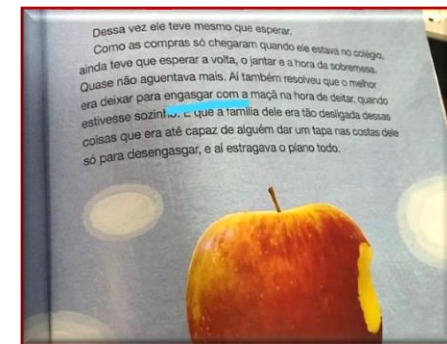 Dessa vez ele teve mesmo que esperar.
Como as compras só chegaram quando ele estava no colégio,
ainda teve que esperar a volta, o jantar e a hora da sobremesa.
Quase não aguentava mais. Aí também resolveu que o melhor
era deixar para engasgar com a maçã na hora de deitar, quando
estivesse sozinho. É que a família dele era tão desligada dessas
coisas que era até capaz de alguém dar um tapa nas costas dele
só para desengasgar, e aí estragava o plano todo.